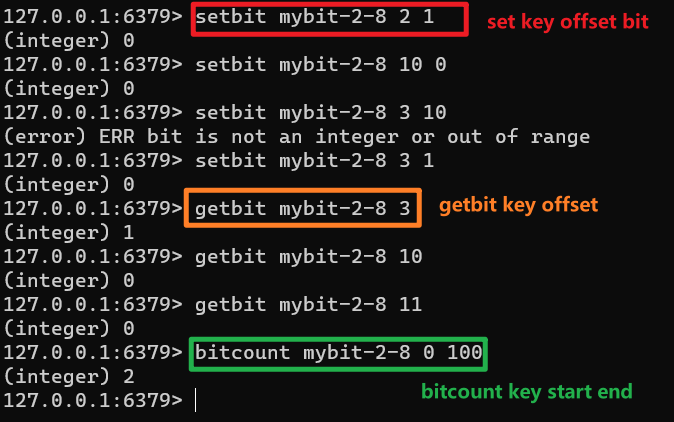 127.0.0.1:6379> setbit mybit-2-8 2 1 set key offset bit
(integer) 0
127.0.0.1:6379> setbit mybit-2-8 10 0
(integer) 0
127.0.0.1:6379> setbit mybit-2-8 3 10
(error) ERR bit is not an integer or out of range
127.0.0.1:6379> setbit mybit-2-8 3 1
(integer) 0
127.0.0.1:6379> getbit mybit-2-8 3 getbit key offset
(integer) 1
127.0.0.1:6379> getbit mybit-2-8 10
(integer) 0
127.0.0.1:6379> getbit mybit-2-8 11
(integer) 0
127.0.0.1:6379> bitcount mybit-2-8 0 100
(integer) 2
bitcount key start end
127.0.0.1:6379>